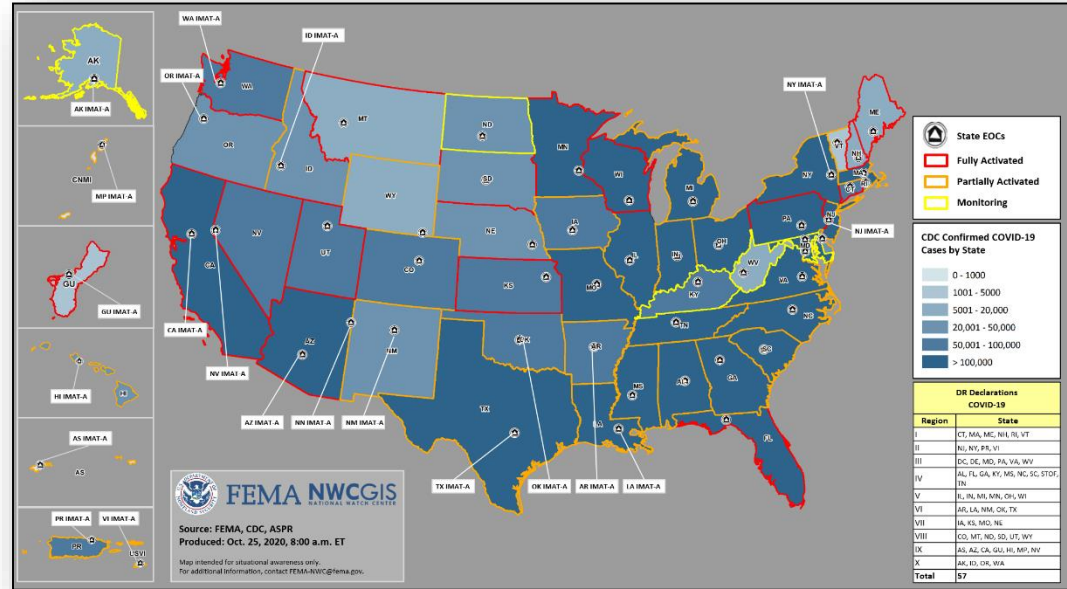 WA IMAT-A
ID IMAT-A
OR IMAT-A
NY IMAT-A
AK
AK IMAT-A
WA
MT
ND
MN
ME
VT
NH
OR
ID
SD
WI
MI
NY
MA
RI
CT
CNMI
MP IMAT-A
WY
IA
PA
NJ
NJ IMAT-A
NV
UT
NE
IL
IN
OH
MD
WV
VA
GU
GU IMAT-A
CA
CO
KS
MO
KY
CA IMAT-A
NV IMAT-A
AZ
NM
OK
AR
TN
NC
SC
HI
HI IMAT-A
AZ IMAT-A
NN IMAT-A
NM IMAT-A
TX
MS
AL
GA
LA
FL
AS IMAT-A
AS
TX IMAT-A
OK IMAT-A
AR IMAT-A
LA IMAT-A
PR IMAT-A
VI IMAT-A
PR
USVI
State EOCs
Fully Activated
Partially Activated
Monitoring
CDC Confirmed COVID-19
Cases by State
0 - 1000
1001 - 5000
5001 - 20,000
20,001 - 50,000
50,001 - 100,000
> 100,000
DR Declarations
COVID-19
Region State
I CT, MA, ME, NH, RI, VT
II NJ, NY, PR, VI
III DC, DE, MD, PA, VA, WV
IV AL, FL, GA, KY, MS, NC, SC, STOF,
TN
V IL, IN, MI, MN, OH, WI
VI AR, LA, NM, OK, TX
VII IA, KS, MO, NE
VIII CO, MT, ND, SD, UT, WY
IX AS, AZ, CA, GU, HI, MP, NV
X AK, ID, OR, WA
Total 57
FEMA NWCGIS
NATIONAL WATCH CENTER
Source: FEMA, CDC, ASPR
Produced: Oct. 25, 2020, 8:00 a.m. ET
Map intended for situational awareness only.
For additional information, contact FEMA-NWC@fema.gov.